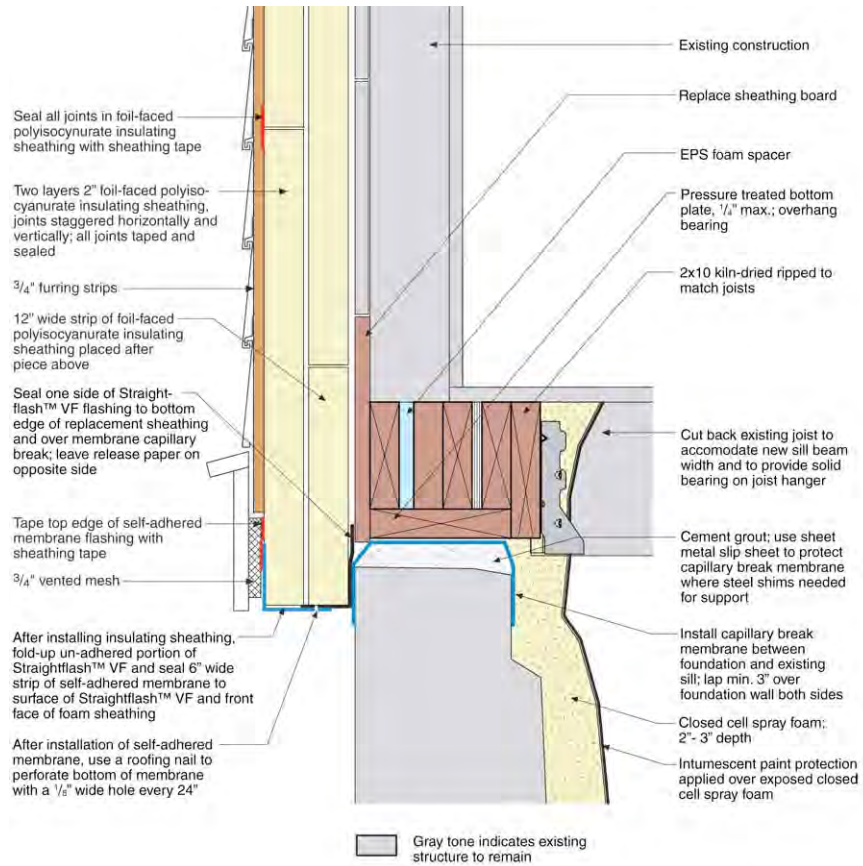 Seal all joints in foil-faced
polyisocynurate insulating
sheathing with sheathing tape
Two layers 2" foil-faced polyiso-
cyanurate insulating sheathing,
joints staggered horizontally and
vertically; all joints taped and
sealed
3/4" furring strips
12" wide strip of foil-faced
polyisocyanurate insulating
sheathing placed after
piece above
Seal one side of Straight-
flash™ VF flashing to bottom
edge of replacement sheathing
and over membrane capillary
break; leave release paper on
opposite side
Tape top edge of self-adhered
membrane flashing with
sheathing tape
3/4" vented mesh
After installing insulating sheathing,
fold-up un-adhered portion of
Straightflash™ VF and seal 6" wide
strip of self-adhered membrane to
surface of Straightflash™ VF and front
face of foam sheathing
After installation of self-adhered
membrane, use a roofing nail to
perforate bottom of membrane
with a 1/8" wide hole every 24"
Existing construction
Replace sheathing board
EPS foam spacer
Pressure treated bottom
plate, 1/4" max.; overhang
bearing
2x10 kiln-dried ripped to
match joists
Cut back existing joist to
accomodate new sill beam
width and to provide solid
bearing on joist hanger
Cement grout; use sheet
metal slip sheet to protect
capillary break membrane
where steel shims needed
for support
Install capillary break
membrane between
foundation and existing
sill; lap min. 3" over
foundation wall both sides
Closed cell spray foam;
2"- 3" depth
Intumescent paint protection
applied over exposed closed
cell spray foam
Gray tone indicates existing
structure to remain